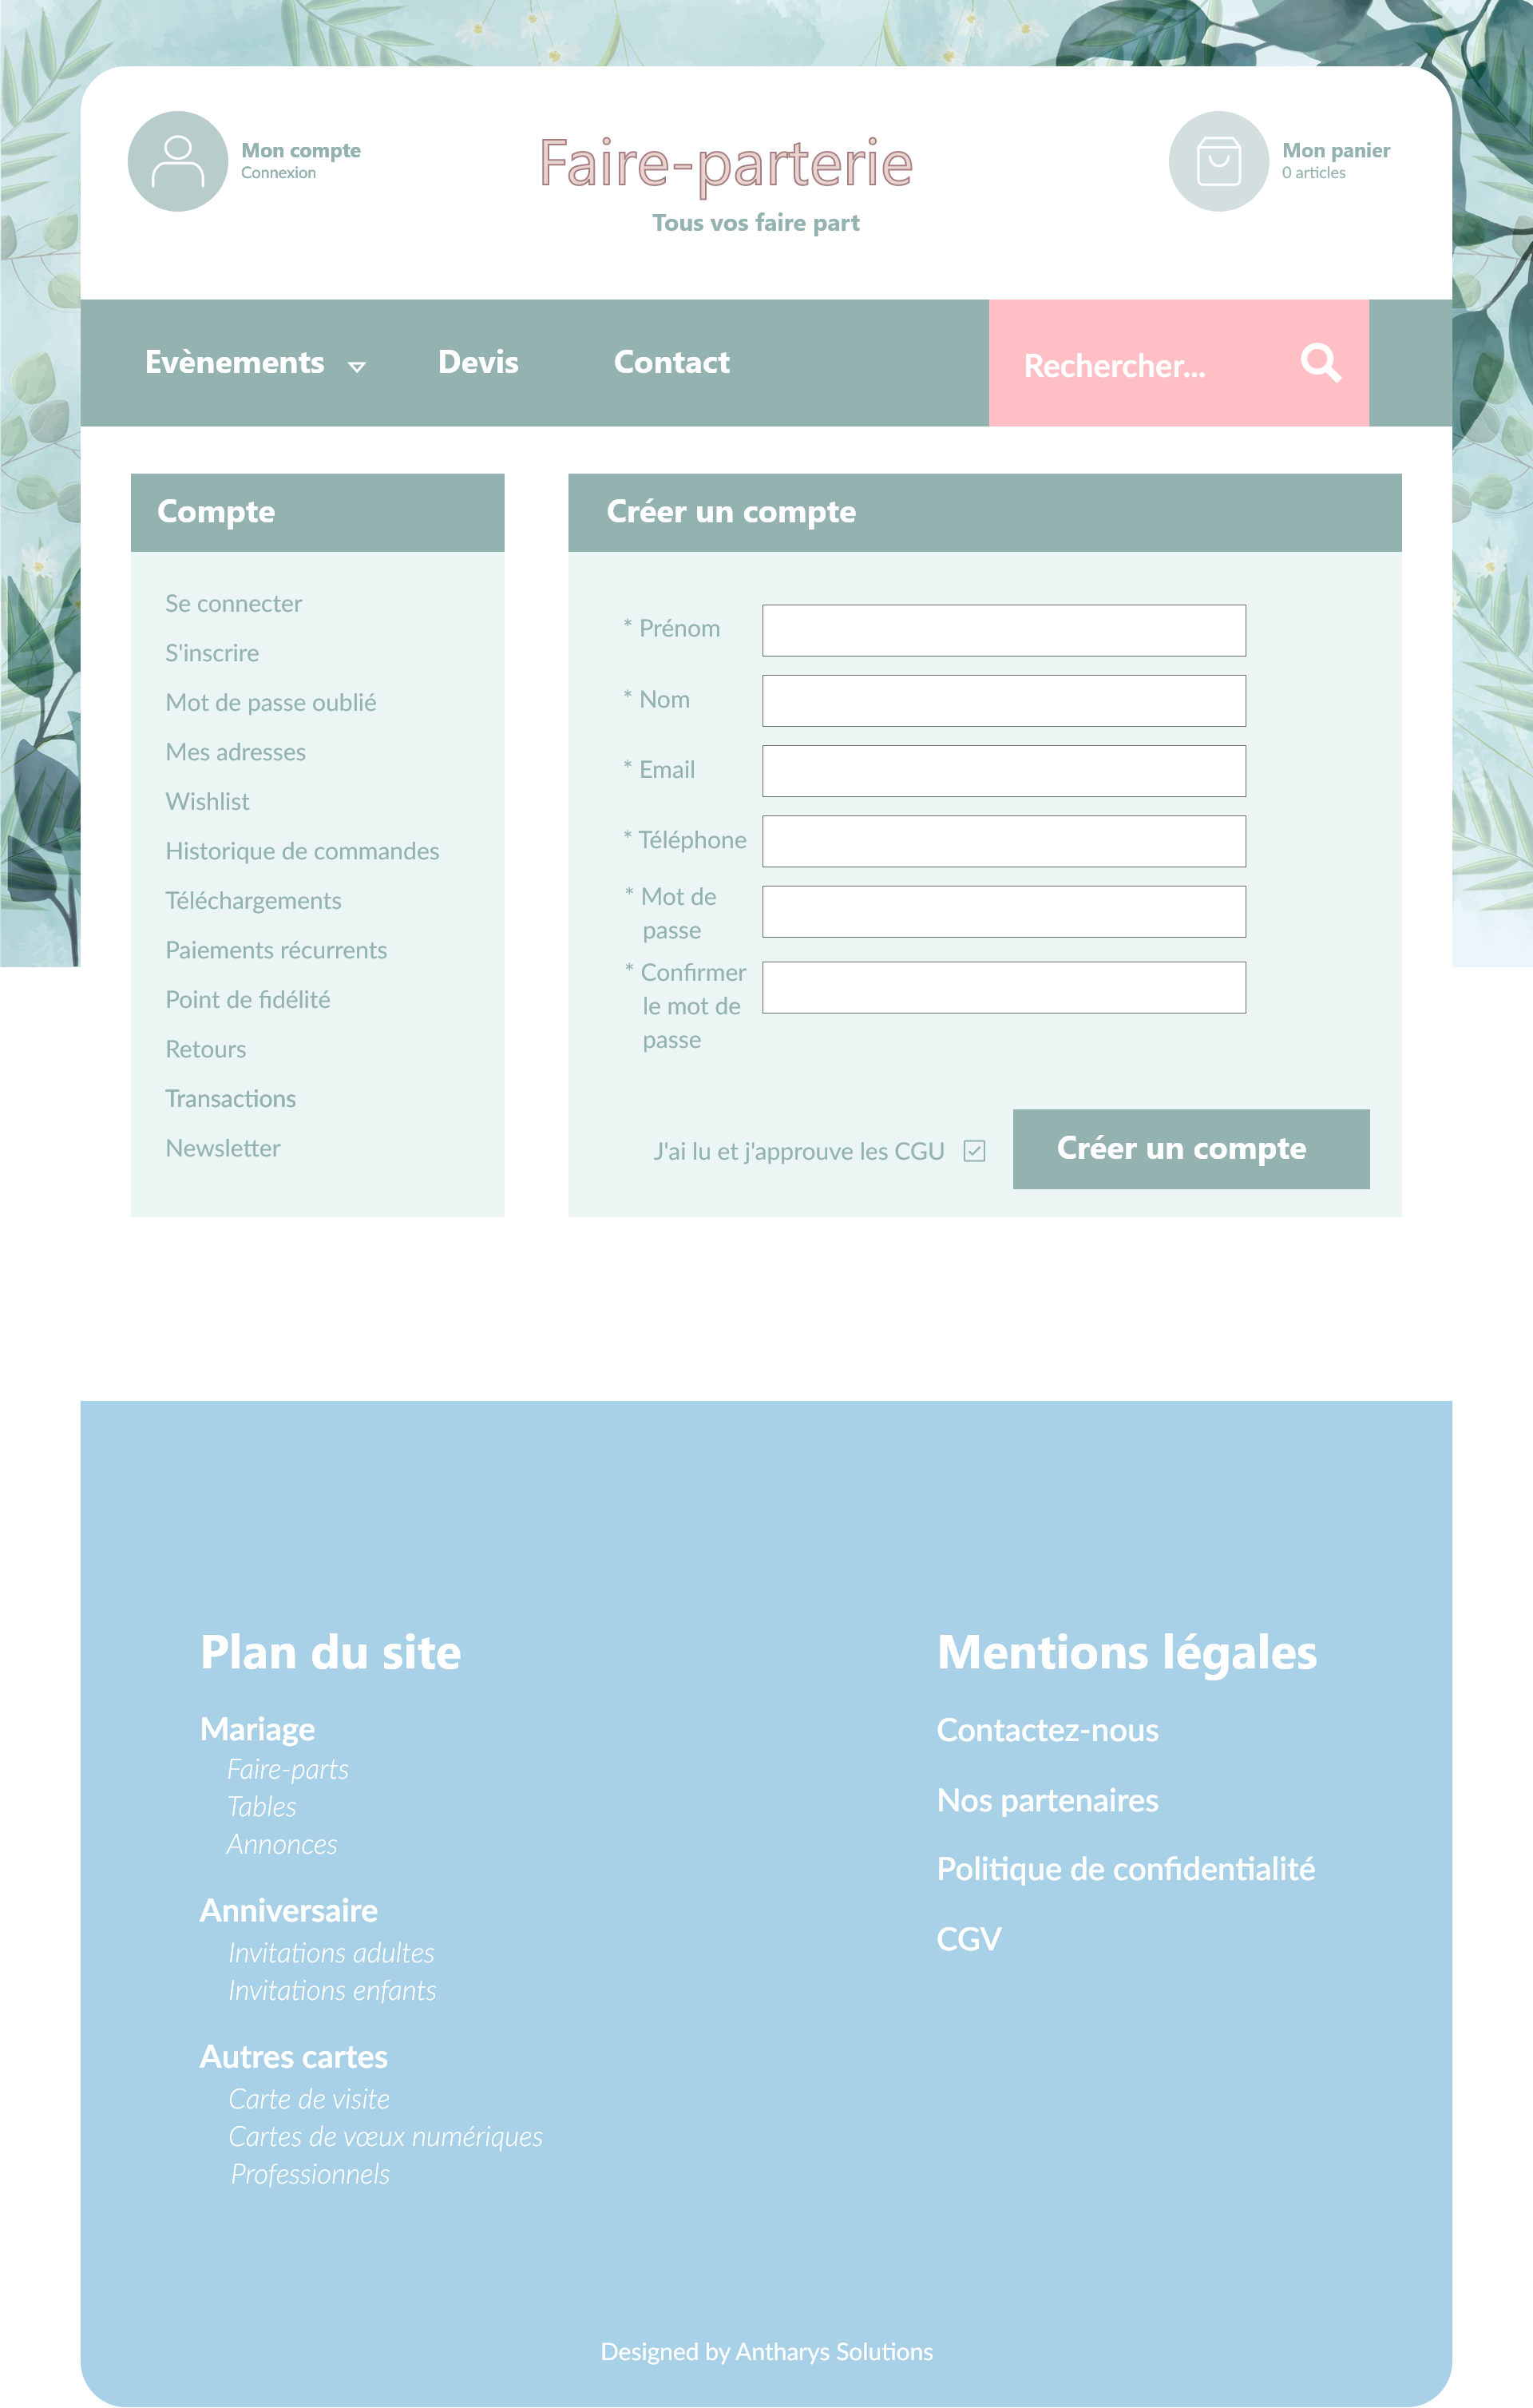 Mon compte
Connexion
Faire-parterie
Tous vos faire part
Mon panier
0 articles
Evènements
Devis
Contact
Rechercher...
Compte
Se connecter
S'inscrire
Mot de passe oublié
Mes adresses
Wishlist
Historique de commandes
Téléchargements
Paiements récurrents
Point de fidélité
Retours
Transactions
Newsletter
Créer un compte
* Prénom
* Nom
* Email
* Téléphone
* Mot de
passe
* Confirmer
le mot de
passe
J'ai lu et j'approuve les CGU
Créer un compte
Plan du site
Mariage
Faire-parts
Tables
Annonces
Anniversaire
Invitations adultes
Invitations enfants
Autres cartes
Carte de visite
Cartes de vœux numériques
Professionnels
Mentions légales
Contactez-nous
Nos partenaires
Politique de confidentialité
CGV
Designed by Antharys Solutions